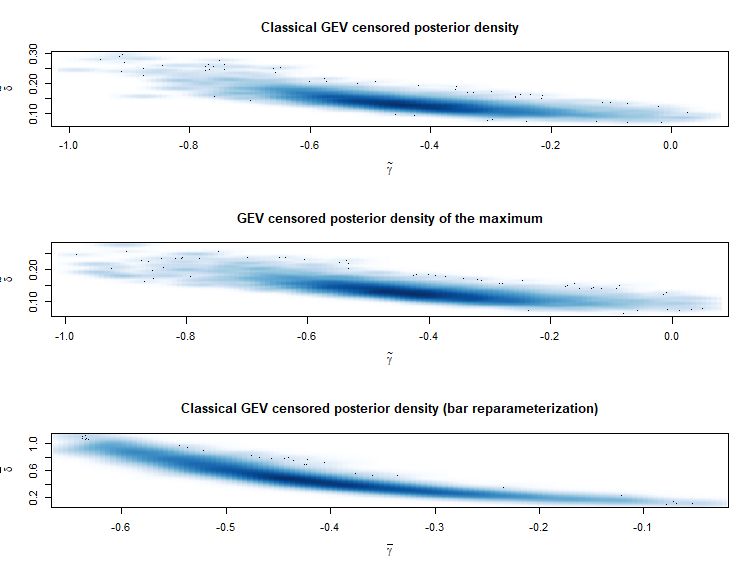 Classical GEV censored posterior density
0.30
0.20
0.10
-1.0 -0.8 -0.6 -0.4 -0.2 0.0
γ̃
GEV censored posterior density of the maximum
0.20
0.10
-1.0 -0.8 -0.6 -0.4 -0.2 0.0
γ̃
Classical GEV censored posterior density (bar reparameterization)
1.0
0.6
0.2
-0.6 -0.5 -0.4 -0.3 -0.2 -0.1
γ̄